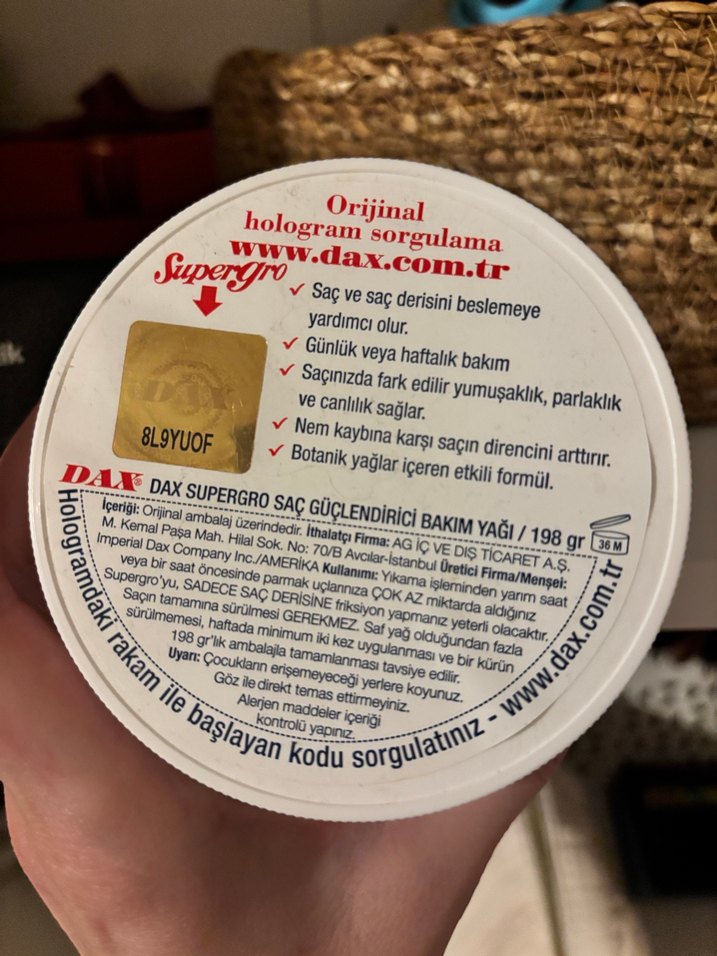 Orijinal
hologram sorgulama
www.dax.com.tr
SuperGro
✓ Saç ve saç derisini beslemeye
yardımcı olur.
✓ Günlük veya haftalık bakım
✓ Saçınızda fark edilir yumuşaklık, parlaklık
ve canlılık sağlar.
✓ Nem kaybına karşı saçın direncini arttırır.
✓ Botanik yağlar içeren etkili formül.
DAX
8L9YUOF
DAX® DAX SUPERGRO SAÇ GÜÇLENDİRİCİ BAKIM YAĞI / 198 gr
36 M
İçeriği: Orijinal ambalaj üzerindedir. İthalatçı Firma: AG İÇ VE DIŞ TİCARET A.Ş.
M. Kemal Paşa Mah. Hilal Sok. No: 70/B Avcılar-İstanbul Üretici Firma/Menşei:
Imperial Dax Company Inc./AMERİKA Kullanımı: Yıkama işleminden yarım saat
veya bir saat öncesinde parmak uçlarınıza ÇOK AZ miktarda aldığınız
Supergro'yu, SADECE SAÇ DERİSİNE friksiyon yapmanız yeterli olacaktır.
Saçın tamamına sürülmesi GEREKMEZ. Saf yağ olduğundan fazla
sürülmemesi, haftada minimum iki kez uygulanması ve bir kürün
198 gr'lık ambalajla tamamlanması tavsiye edilir.
Uyarı: Çocukların erişemeyeceği yerlere koyunuz.
Göz ile direkt temas ettirmeyiniz.
Alerjen maddeler içeriği
kontrolü yapınız.
Hologramdaki rakam ile başlayan kodu sorgulatınız - www.dax.com.tr